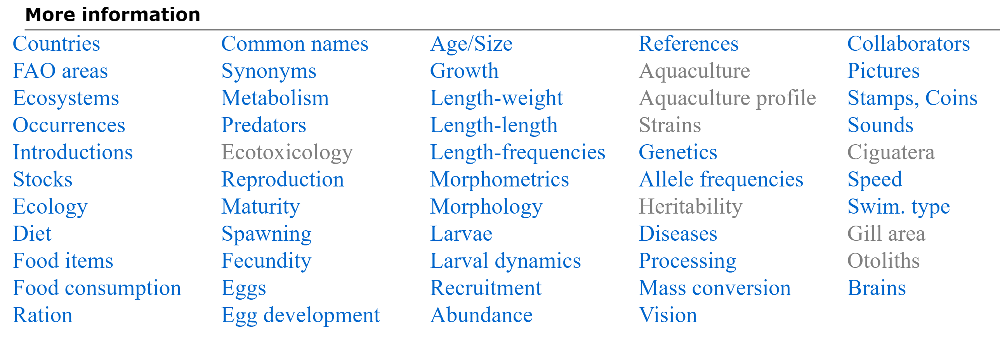 More information
Countries
FAO areas
Ecosystems
Occurrences
Introductions
Stocks
Ecology
Diet
Food items
Food consumption
Ration
Common names
Synonyms
Metabolism
Predators
Ecotoxicology
Reproduction
Maturity
Spawning
Fecundity
Eggs
Egg development
Age/Size
Growth
Length-weight
Length-length
Length-frequencies
Morphometrics
Morphology
Larvae
Larval dynamics
Recruitment
Abundance
References
Aquaculture
Aquaculture profile
Strains
Genetics
Allele frequencies
Heritability
Diseases
Processing
Mass conversion
Vision
Collaborators
Pictures
Stamps, Coins
Sounds
Ciguatera
Speed
Swim. type
Gill area
Otoliths
Brains